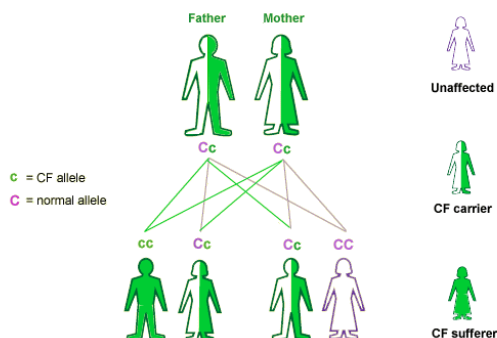 Father Mother
Unaffected
Cc Cc
CF carrier
c = CF allele
C = normal allele
cc Cc Cc CC
CF sufferer